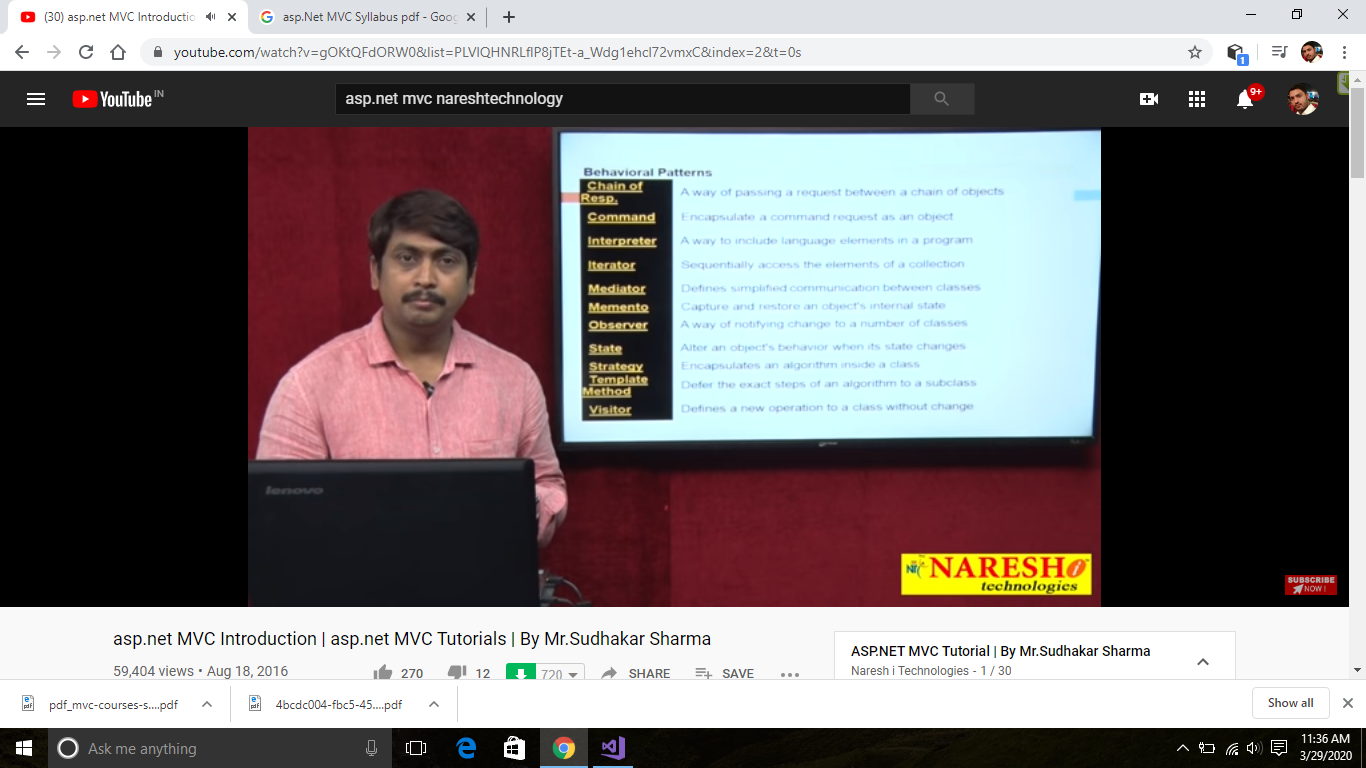 (30) asp.net MVC Introductio
asp.Net MVC Syllabus pdf - Goog
youtube.com/watch?v=gOKtQFdORW0&list=PLVlQHNRLflP8jTEt-a_Wdg1ehcl72vmxC&index=2&t=0s
1
YouTube IN
asp.net mvc nareshtechnology
9+
Behavioral Patterns
Chain of
Resp. A way of passing a request between a chain of objects
Command Encapsulate a command request as an object
Interpreter A way to include language elements in a program
Iterator Sequentially access the elements of a collection
Mediator Defines simplified communication between classes
Memento Capture and restore an object's internal state
Observer A way of notifying change to a number of classes
State Alter an object's behavior when its state changes
Strategy Encapsulates an algorithm inside a class
Template
Method Defer the exact steps of an algorithm to a subclass
Visitor Defines a new operation to a class without change
lenovo
NARESH i
technologies
SUBSCRIBE
NOW !
asp.net MVC Introduction | asp.net MVC Tutorials | By Mr.Sudhakar Sharma
59,404 views • Aug 18, 2016
270
12
720
SHARE
SAVE
ASP.NET MVC Tutorial | By Mr.Sudhakar Sharma
Naresh i Technologies - 1 / 30
pdf_mvc-courses-s....pdf
4bcdc004-fbc5-45....pdf
Show all
Ask me anything
11:36 AM
3/29/2020